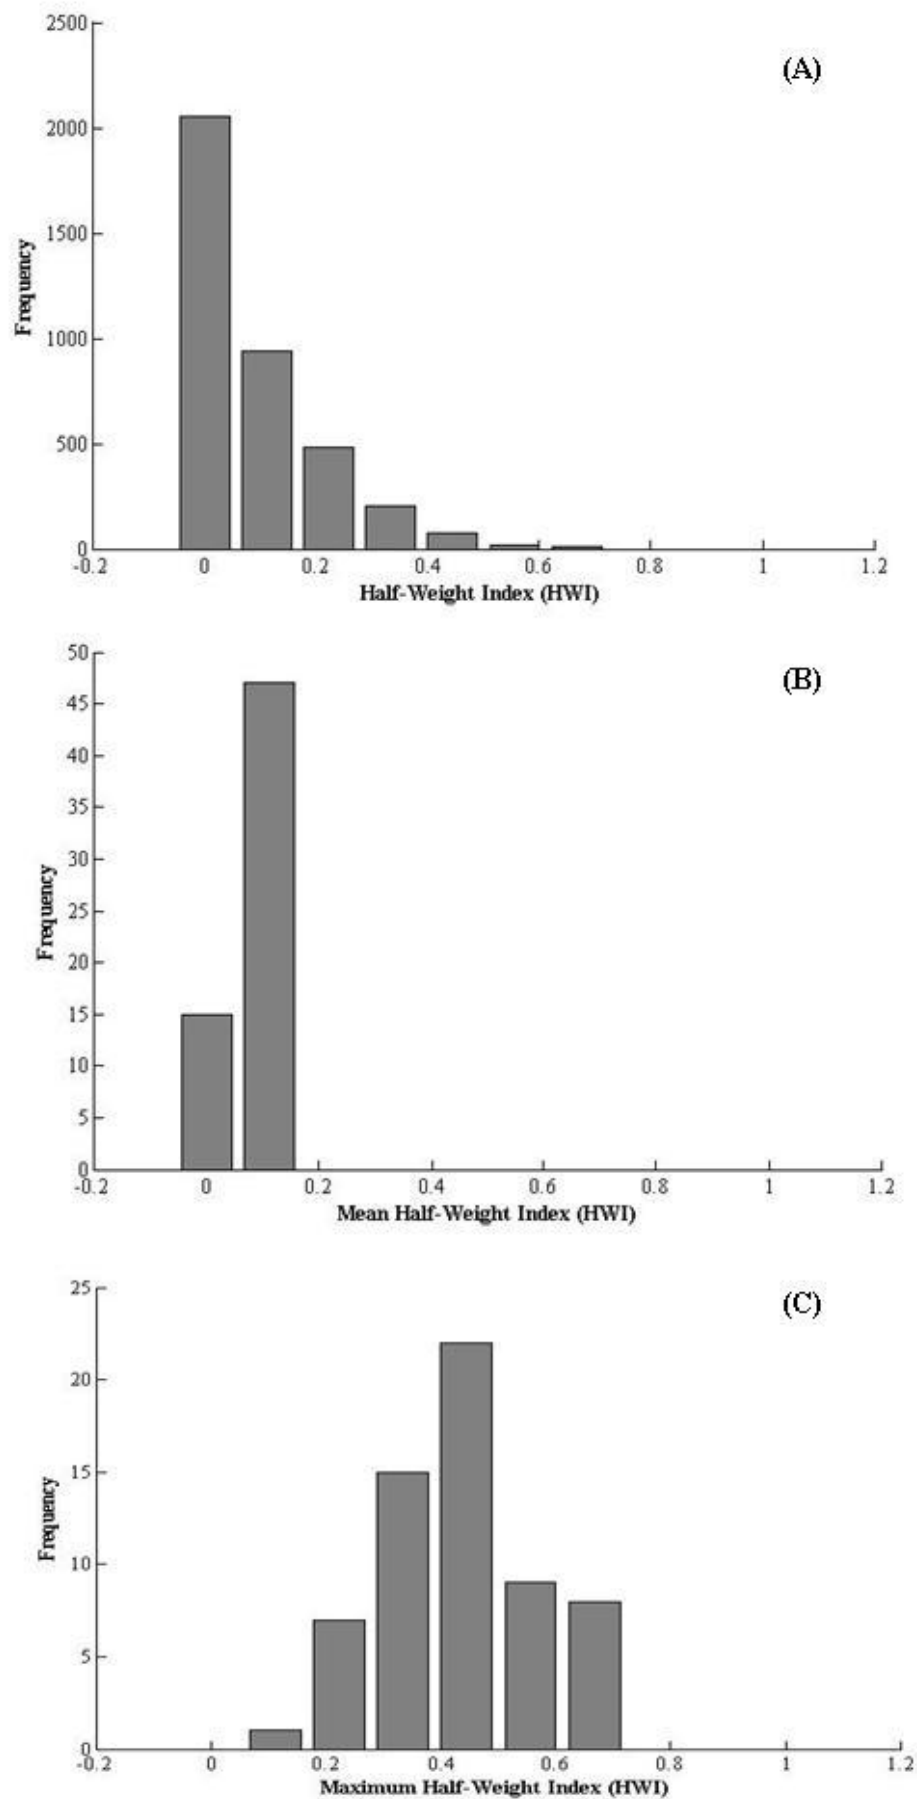 2500
(A)
2000
1500
Frequency
1000
500
0
-0.2 0 0.2 0.4 0.6 0.8 1 1.2
Half-Weight Index (HWI)
50
(B)
45
40
35
30
Frequency
25
20
15
10
5
0
-0.2 0 0.2 0.4 0.6 0.8 1 1.2
Mean Half-Weight Index (HWI)
25
(C)
20
15
Frequency
10
5
0
-0.2 0 0.2 0.4 0.6 0.8 1 1.2
Maximum Half-Weight Index (HWI)